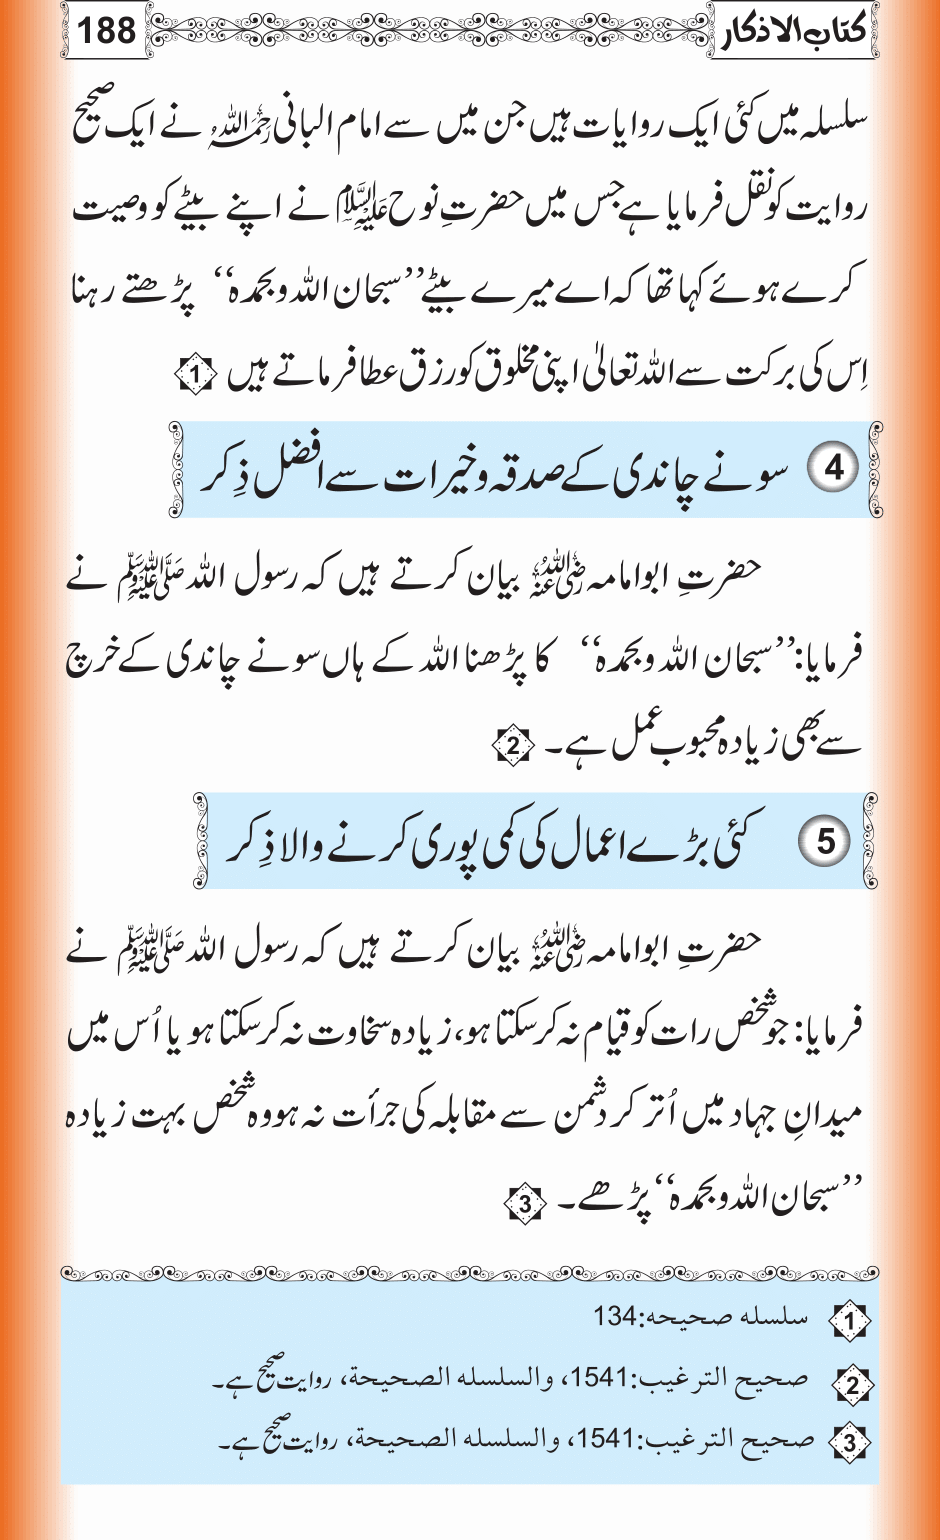 کتاب الاذکار
188
سلسلہ میں کئی ایک روایات ہیں جن میں سے امام البانی رحمہ اللہ نے ایک صحیح
روایت کو نقل فرمایا ہے جس میں حضرتِ نوح علیہ السلام نے اپنے بیٹے کو وصیت
کرے ہوئے کہا تھا کہ اے میرے بیٹے ’’سبحان اللہ و بحمدہ‘‘ پڑھتے رہنا
اِس کی برکت سے اللہ تعالیٰ اپنی مخلوق کو رزق عطا فرماتے ہیں 1
4 سونے چاندی کے صدقہ و خیرات سے افضل ذِکر
حضرتِ ابوامامہ رضی اللہ عنہ بیان کرتے ہیں کہ رسول اللہ صلی اللہ علیہ وسلم نے
فرمایا: ’’سبحان اللہ و بحمدہ‘‘ کا پڑھنا اللہ کے ہاں سونے چاندی کے خرچ
سے بھی زیادہ محبوب عمل ہے۔ 2
5 کئی بڑے اعمال کی کمی پوری کرنے والا ذِکر
حضرتِ ابوامامہ رضی اللہ عنہ بیان کرتے ہیں کہ رسول اللہ صلی اللہ علیہ وسلم نے
فرمایا: جو شخص رات کو قیام نہ کرسکتا ہو، زیادہ سخاوت نہ کرسکتا ہو یا اُس میں
میدانِ جہاد میں اُتر کر دشمن سے مقابلہ کی جرأت نہ ہو وہ شخص بہت زیادہ
’’سبحان اللہ و بحمدہ‘‘ پڑھے۔ 3
1 سلسلہ صحیحہ:134
2 صحیح الترغیب:1541، والسلسلہ الصحیحة، روایت صحیح ہے۔
3 صحیح الترغیب:1541، والسلسلہ الصحیحة، روایت صحیح ہے۔